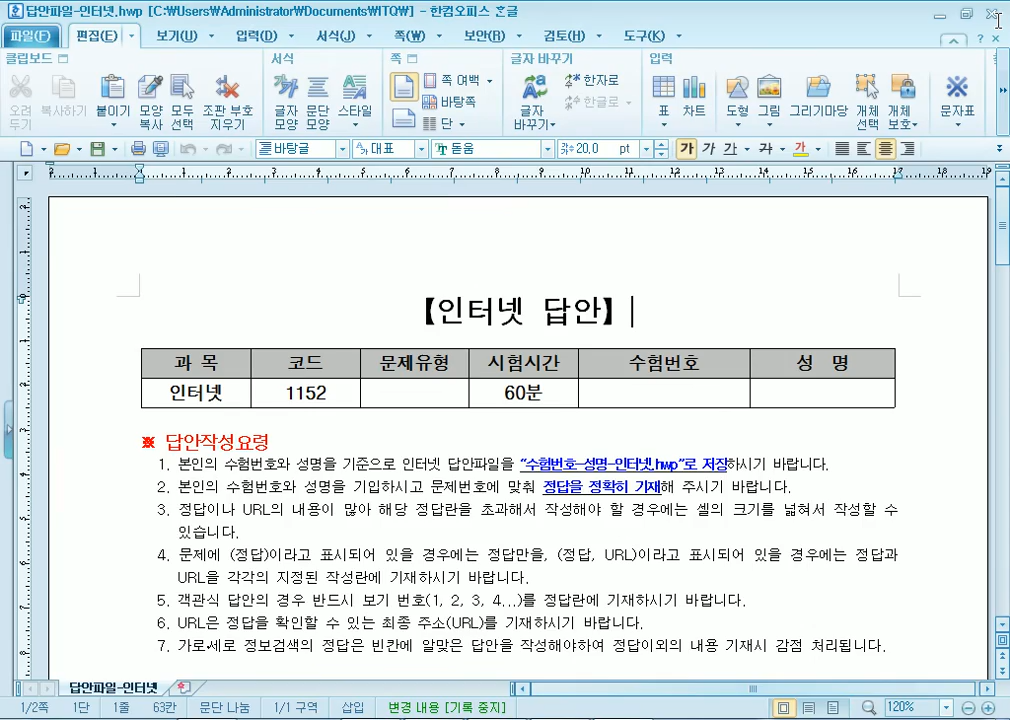 답안파일-인터넷.hwp [C:₩Users₩Administrator₩Documents₩ITQ₩] - 한컴오피스 흔글
파일(F) 편집(E) 보기(U) 입력(D) 서식(J) 쪽(W) 보안(R) 검토(H) 도구(K)
클립보드 서식 쪽 글자 바꾸기 입력
오려 두기 복사하기 붙이기 모양 복사 모두 선택 조판 부호 지우기 글자 모양 문단 모양 스타일 쪽 여백 바탕쪽 단 글자 바꾸기 한자로 한글로 표 차트 도형 그림 그리기마당 개체 선택 개체 보호 문자표
바탕글 대표 돋움 20.0 pt 가 가 가 가 가
2 1 1 2 3 4 5 6 7 8 9 10 11 12 13 14 15 16 17 18 19
【인터넷 답안】
과 목 코드 문제유형 시험시간 수험번호 성 명
인터넷 1152 60분
※ 답안작성요령
1. 본인의 수험번호와 성명을 기준으로 인터넷 답안파일을 “수험번호-성명-인터넷.hwp”로 저장하시기 바랍니다.
2. 본인의 수험번호와 성명을 기입하시고 문제번호에 맞춰 정답을 정확히 기재해 주시기 바랍니다.
3. 정답이나 URL의 내용이 많아 해당 정답란을 초과해서 작성해야 할 경우에는 셀의 크기를 넓혀서 작성할 수
있습니다.
4. 문제에 (정답)이라고 표시되어 있을 경우에는 정답만을, (정답, URL)이라고 표시되어 있을 경우에는 정답과
URL을 각각의 지정된 작성란에 기재하시기 바랍니다.
5. 객관식 답안의 경우 반드시 보기 번호(1, 2, 3, 4...)를 정답란에 기재하시기 바랍니다.
6. URL은 정답을 확인할 수 있는 최종 주소(URL)를 기재하시기 바랍니다.
7. 가로·세로 정보검색의 정답은 빈칸에 알맞은 답안을 작성해야하여 정답이외의 내용 기재시 감점 처리됩니다.
답안파일-인터넷
1/2쪽 1단 1줄 63칸 문단 나눔 1/1 구역 삽입 변경 내용 [기록 중지] 120%